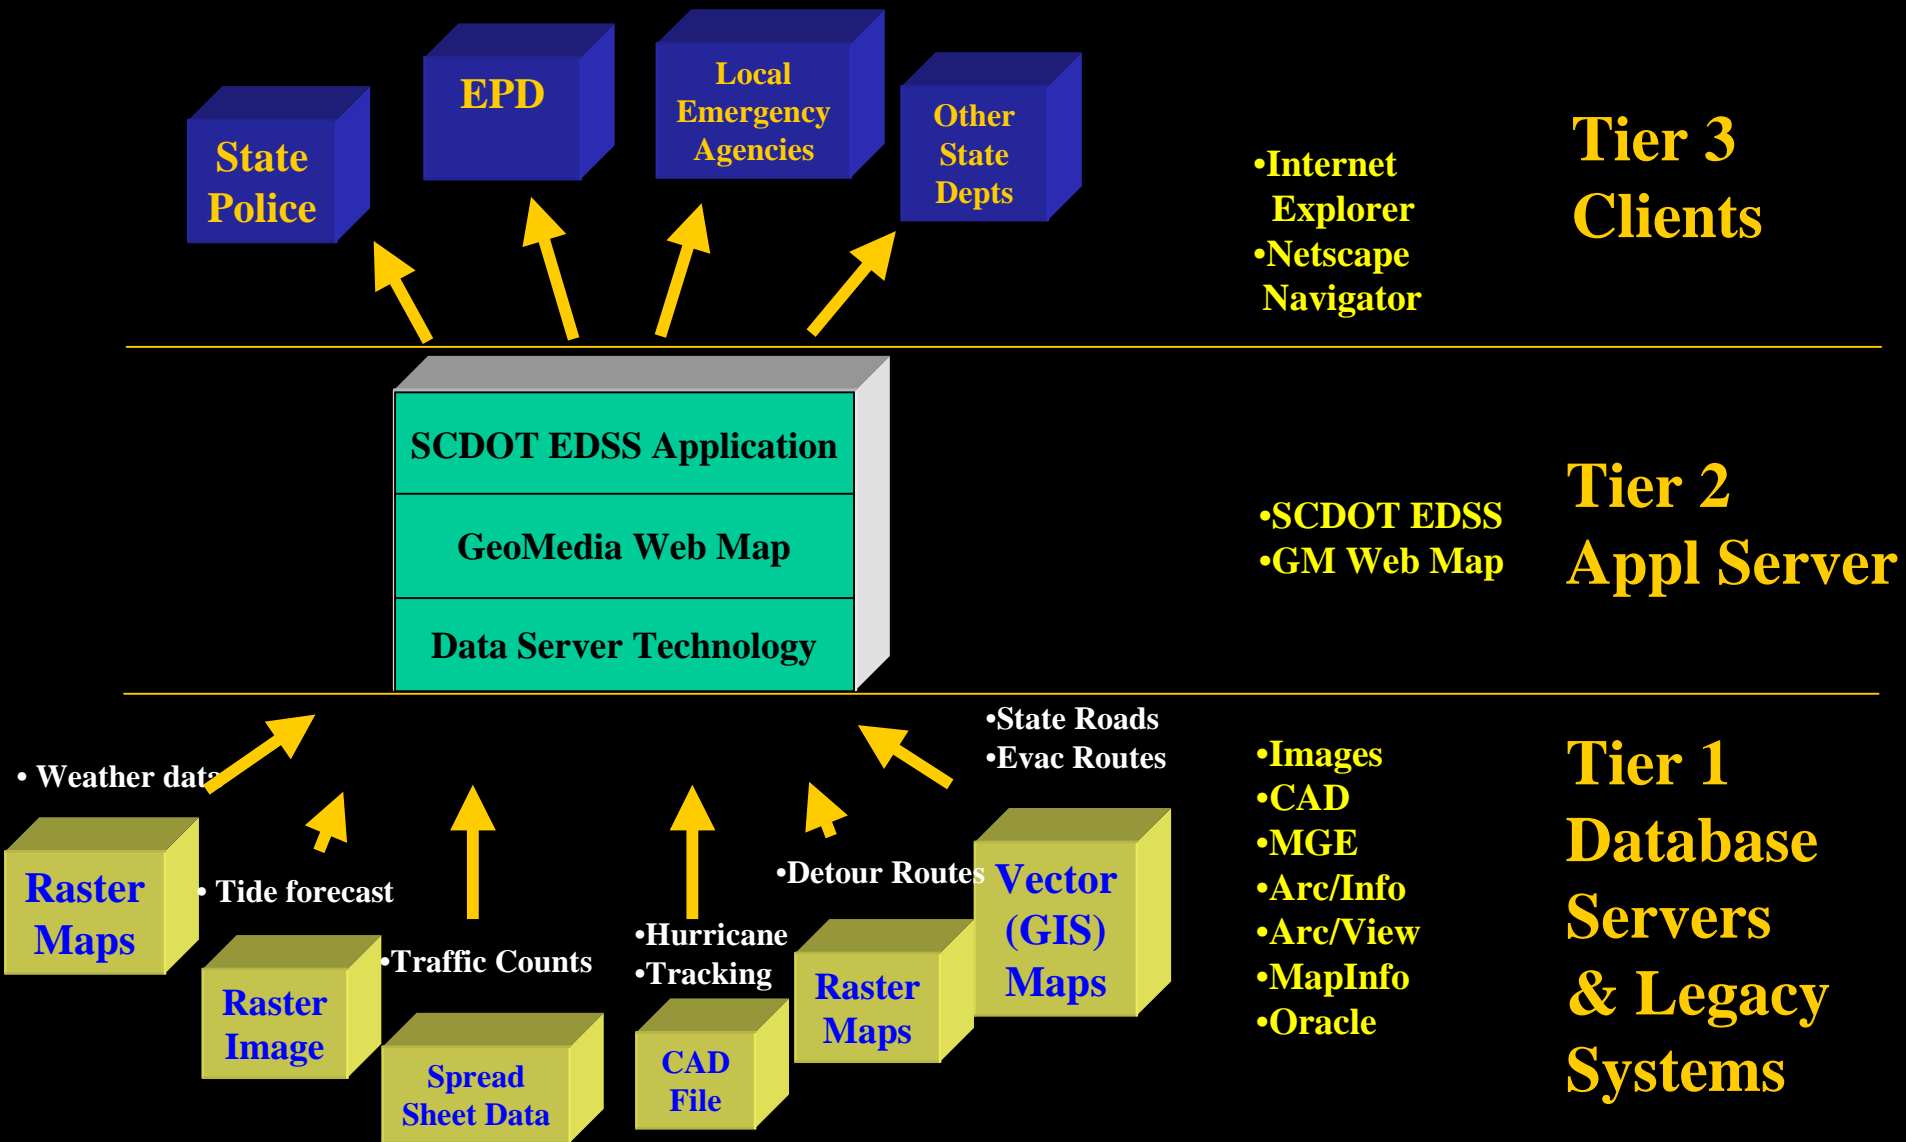 State
Police
EPD
Local
Emergency
Agencies
Other
State
Depts
•Internet
Explorer
•Netscape
Navigator
Tier 3
Clients
SCDOT EDSS Application
GeoMedia Web Map
Data Server Technology
•SCDOT EDSS
•GM Web Map
Tier 2
Appl Server
• Weather data
Raster
Maps
• Tide forecast
Raster
Image
•Traffic Counts
Spread
Sheet Data
•Hurricane
•Tracking
CAD
File
•Detour Routes
Raster
Maps
•State Roads
•Evac Routes
Vector
(GIS)
Maps
•Images
•CAD
•MGE
•Arc/Info
•Arc/View
•MapInfo
•Oracle
Tier 1
Database
Servers
& Legacy
Systems